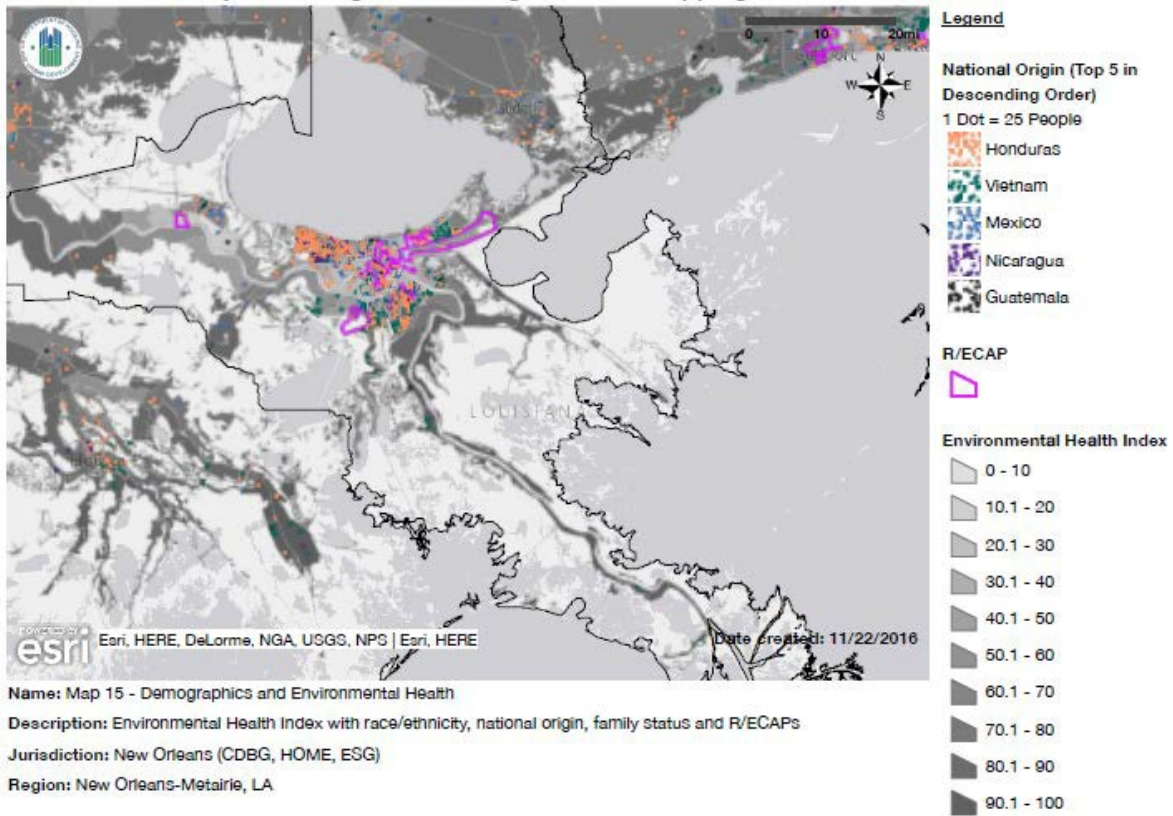 0 10 20mi
N
W E
S
LOUISIAN
POWERED BY
esri
Esri, HERE, DeLorme, NGA, USGS, NPS | Esri, HERE
Date created: 11/22/2016
Name: Map 15 - Demographics and Environmental Health
Description: Environmental Health Index with race/ethnicity, national origin, family status and R/ECAPs
Jurisdiction: New Orleans (CDBG, HOME, ESG)
Region: New Orleans-Metairie, LA
Legend
National Origin (Top 5 in
Descending Order)
1 Dot = 25 People
Honduras
Vietnam
Mexico
Nicaragua
Guatemala
R/ECAP
Environmental Health Index
0 - 10
10.1 - 20
20.1 - 30
30.1 - 40
40.1 - 50
50.1 - 60
60.1 - 70
70.1 - 80
80.1 - 90
90.1 - 100